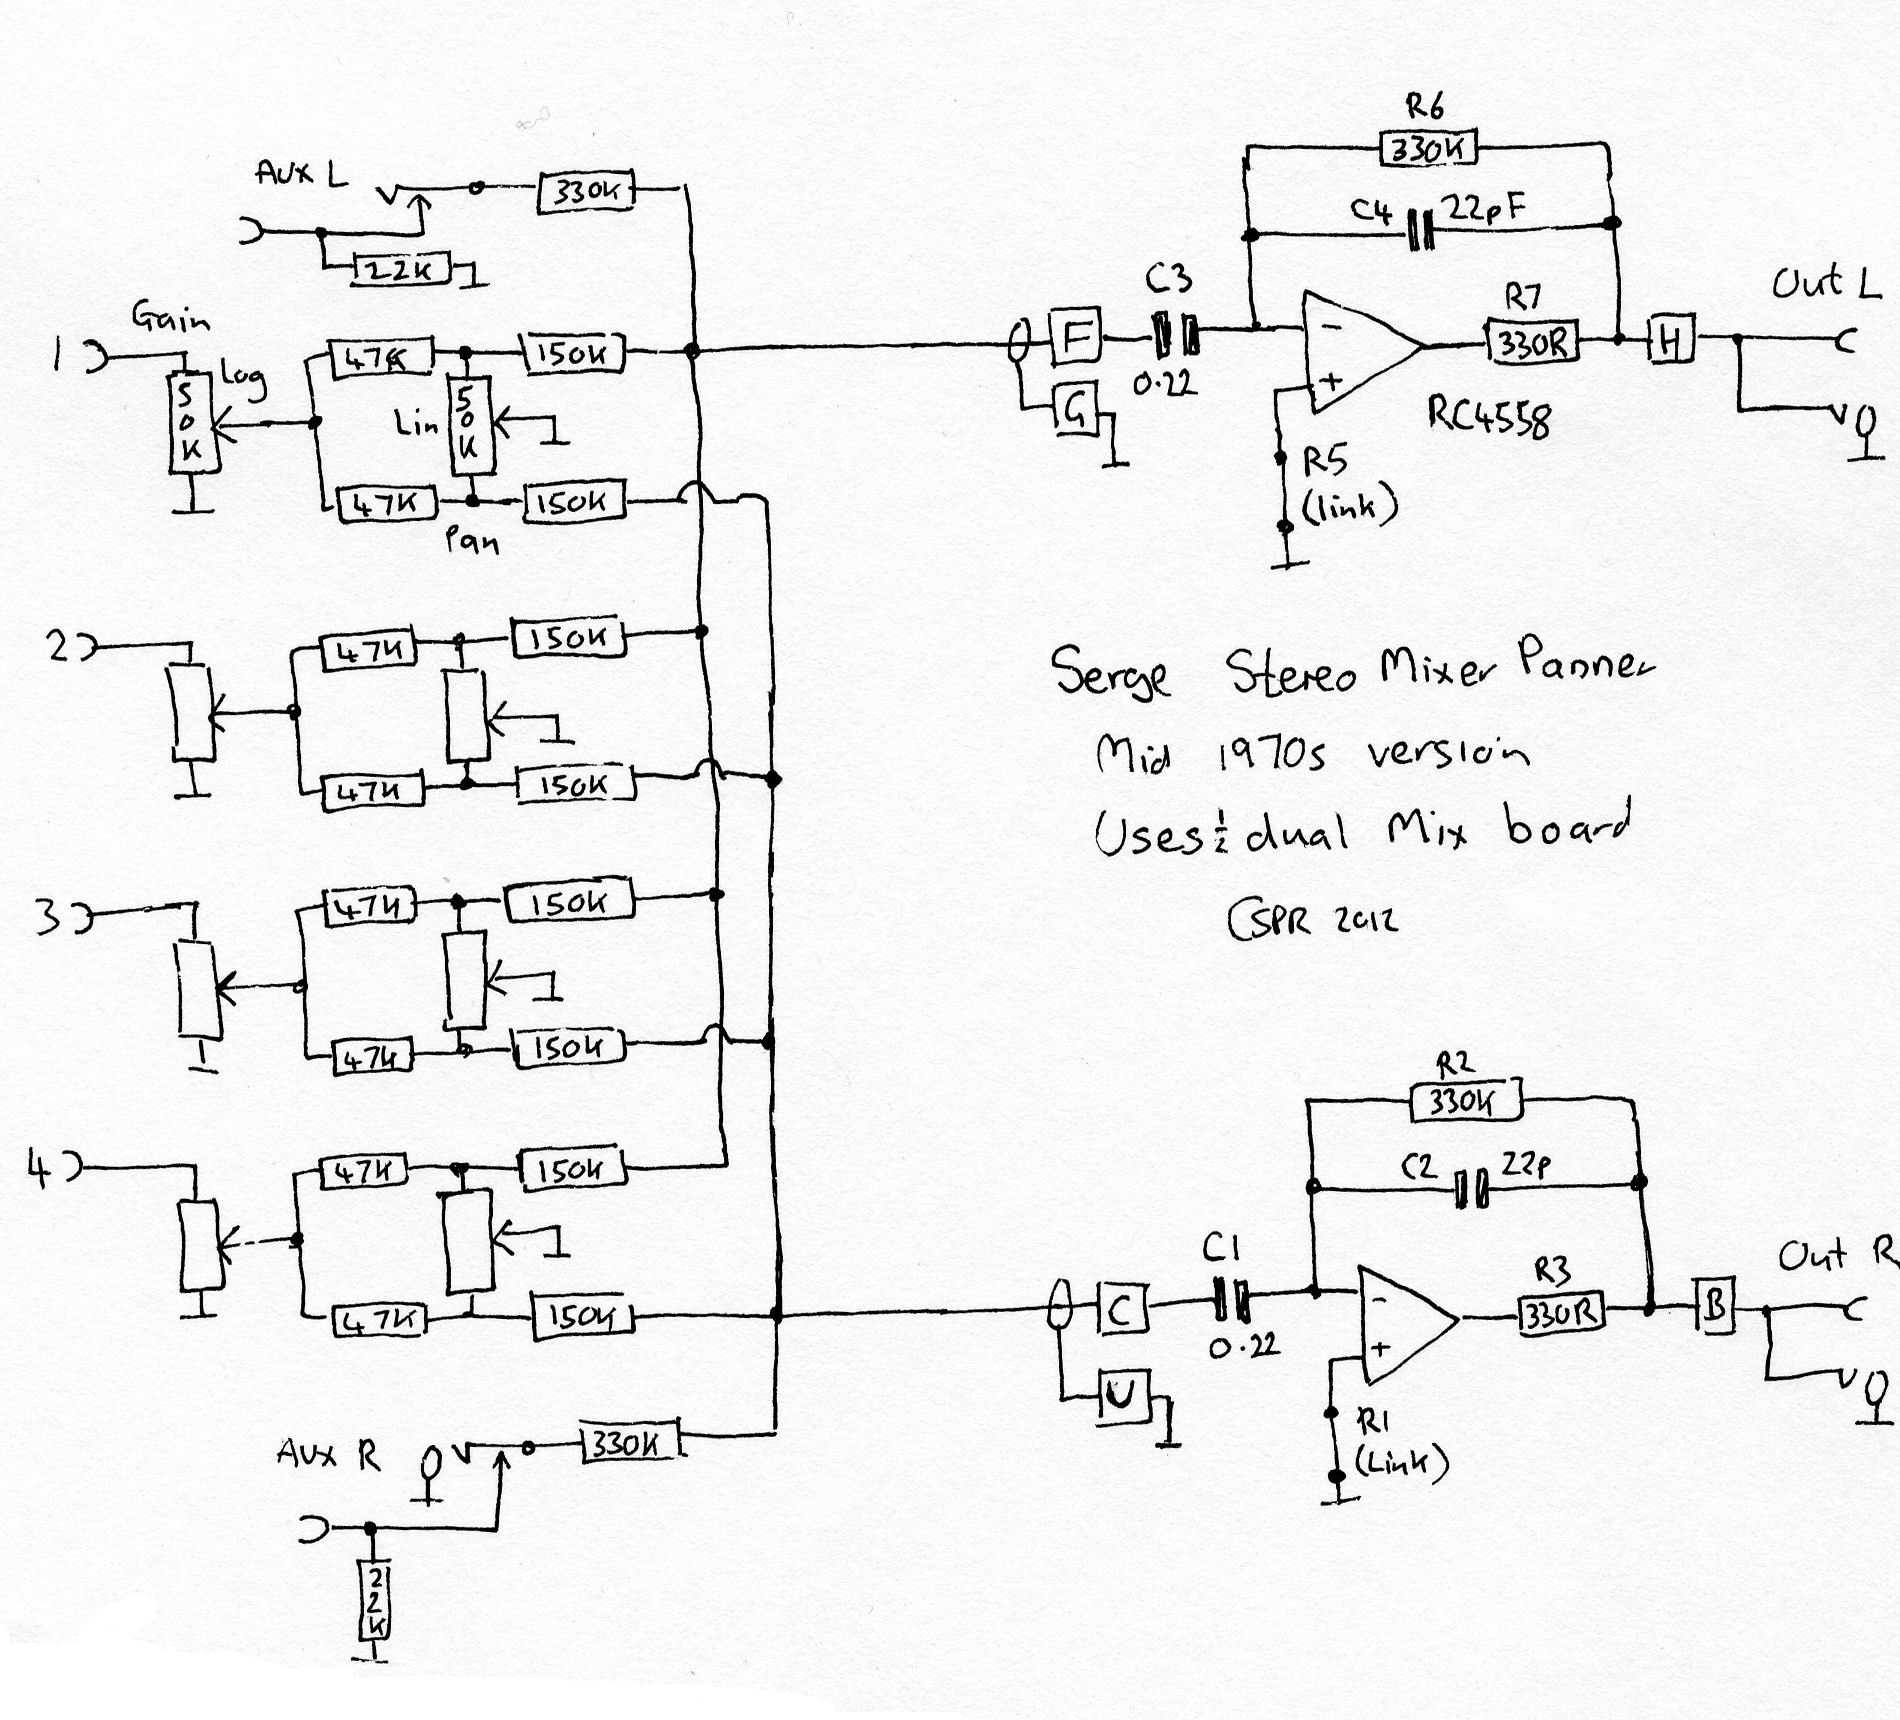 R6
330K
Aux L
330K
C4
22pF
22K
C3
R7
Out L
Gain
1
Log
47K
150K
F
0.22
-
330R
H
50K
Lin
50K
G
+
RC4558
47K
150K
R5
(link)
Pan
2
47K
150K
Serge Stereo Mixer Panner
Mid 1970s version
47K
150K
Uses ½ dual Mix board
3
47K
150K
CSPR 2012
47K
150K
R2
330K
4
47K
150K
C2
22p
C1
R3
Out R
47K
150K
C
0.22
-
330R
B
+
U
Aux R
330K
R1
(Link)
22K